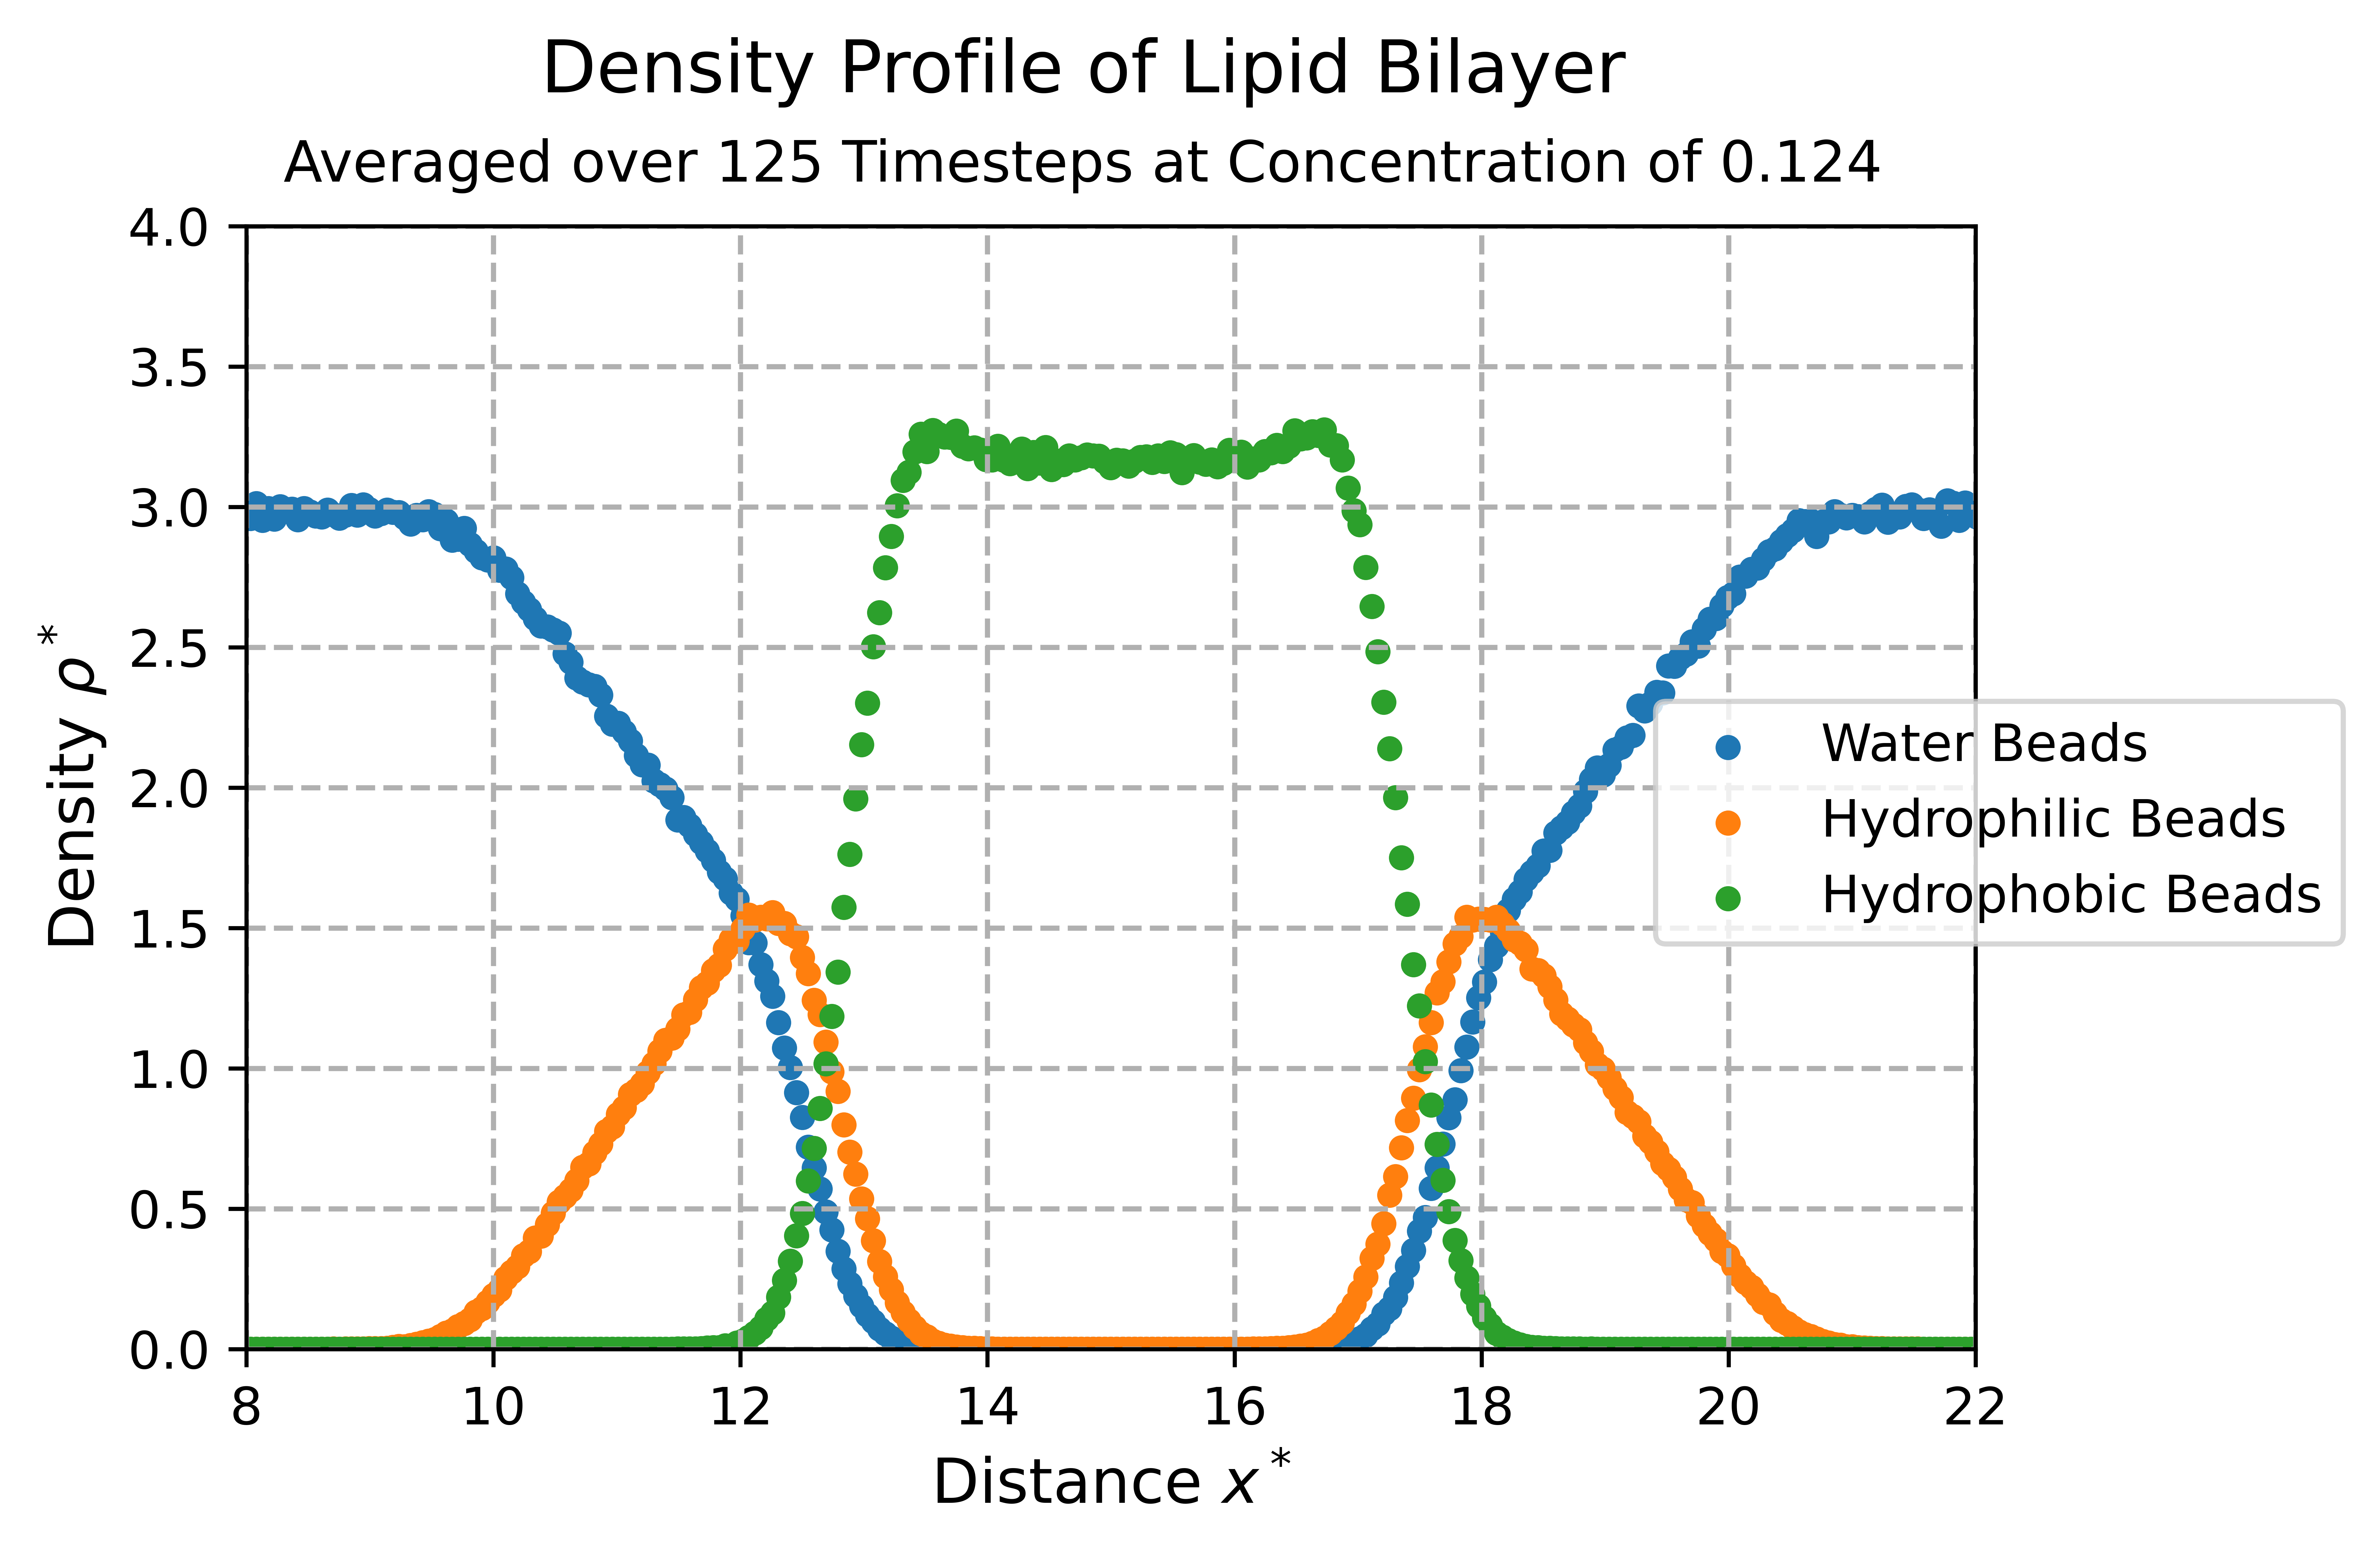 Density Profile of Lipid Bilayer
Averaged over 125 Timesteps at Concentration of 0.124
4.0
3.5
3.0
2.5
2.0
1.5
1.0
0.5
0.0
Density ρ*
Water Beads
Hydrophilic Beads
Hydrophobic Beads
8 10 12 14 16 18 20 22
Distance x*